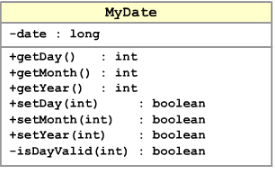 MyDate
-date : long
+getDay() : int
+getMonth() : int
+getYear() : int
+setDay(int) : boolean
+setMonth(int) : boolean
+setYear(int) : boolean
-isDayValid(int) : boolean